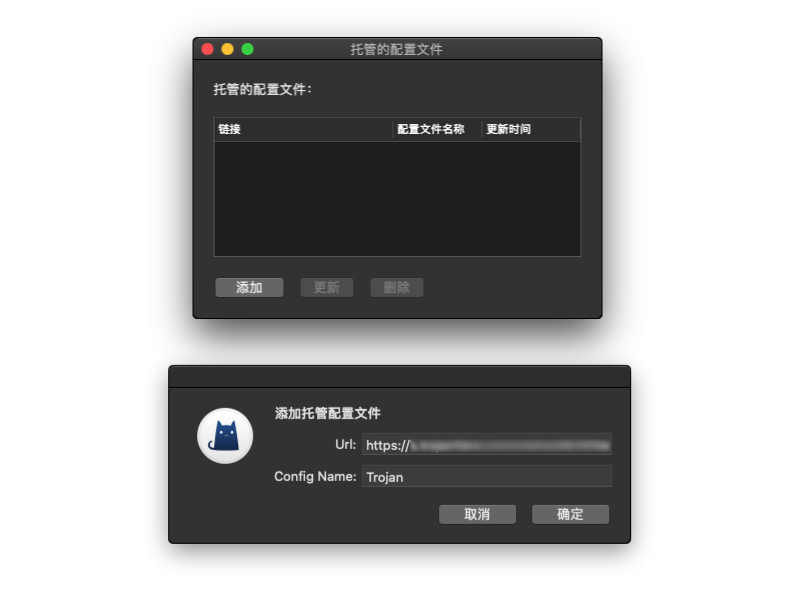 托管的配置文件
托管的配置文件：
链接 配置文件名称 更新时间
添加 更新 删除
添加托管配置文件
Url: https://
Config Name: Trojan
取消 确定